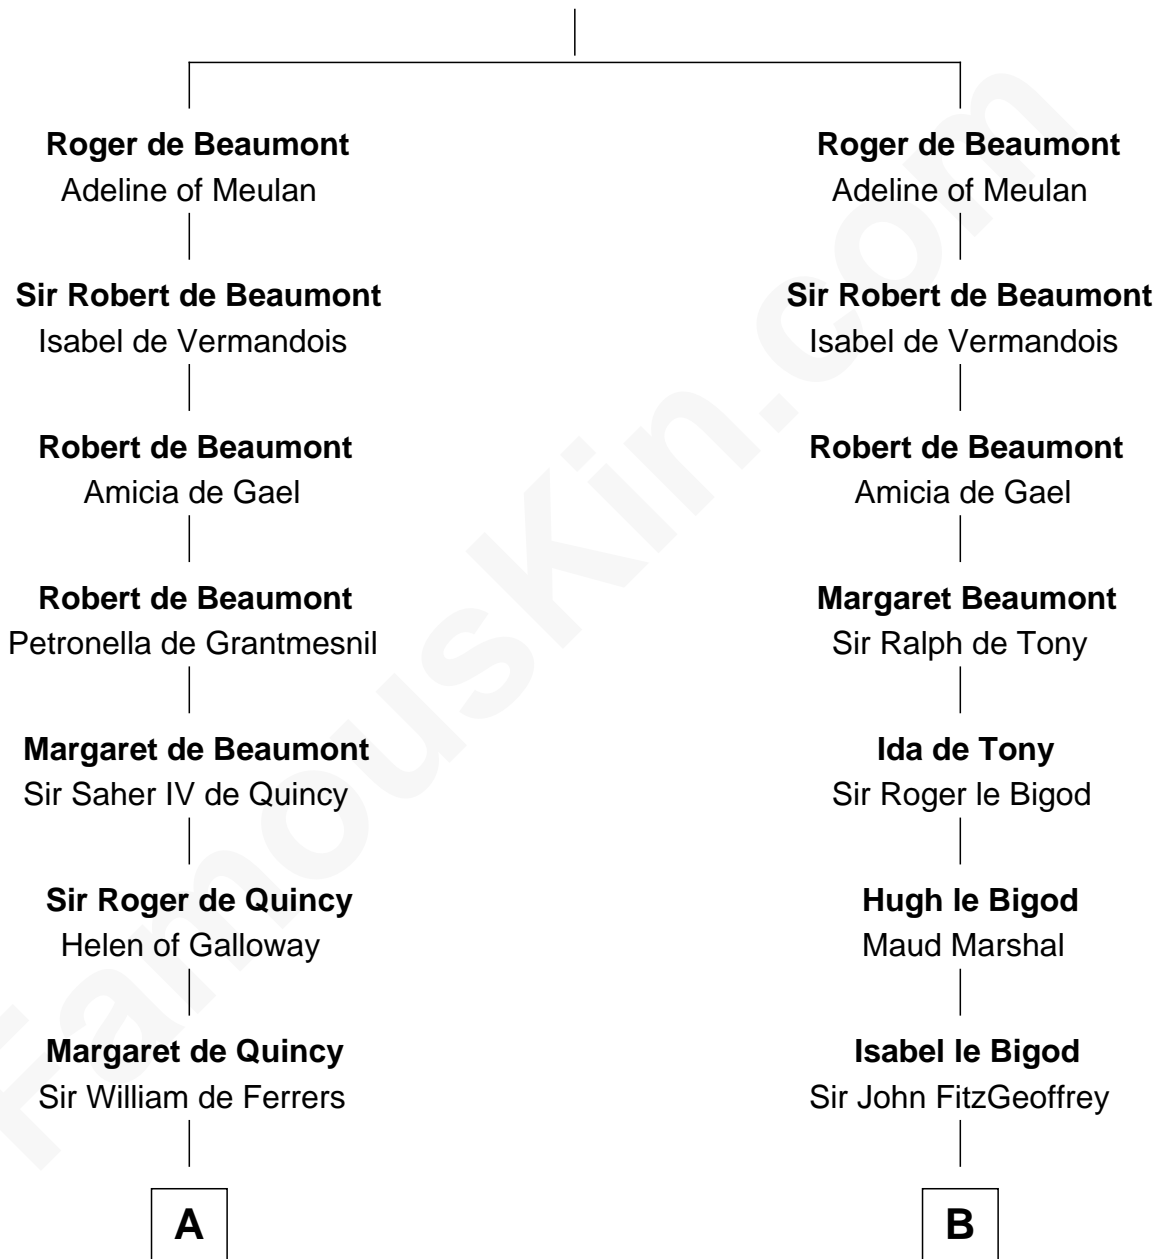 Roger de Beaumont
Adeline of Meulan
Sir Robert de Beaumont
Isabel de Vermandois
Robert de Beaumont
Amicia de Gael
Robert de Beaumont
Petronella de Grantmesnil
Margaret de Beaumont
Sir Saher IV de Quincy
Sir Roger de Quincy
Helen of Galloway
Margaret de Quincy
Sir William de Ferrers
A
Roger de Beaumont
Adeline of Meulan
Sir Robert de Beaumont
Isabel de Vermandois
Robert de Beaumont
Amicia de Gael
Margaret Beaumont
Sir Ralph de Tony
Ida de Tony
Sir Roger le Bigod
Hugh le Bigod
Maud Marshal
Isabel le Bigod
Sir John FitzGeoffrey
B
FamousKin.com